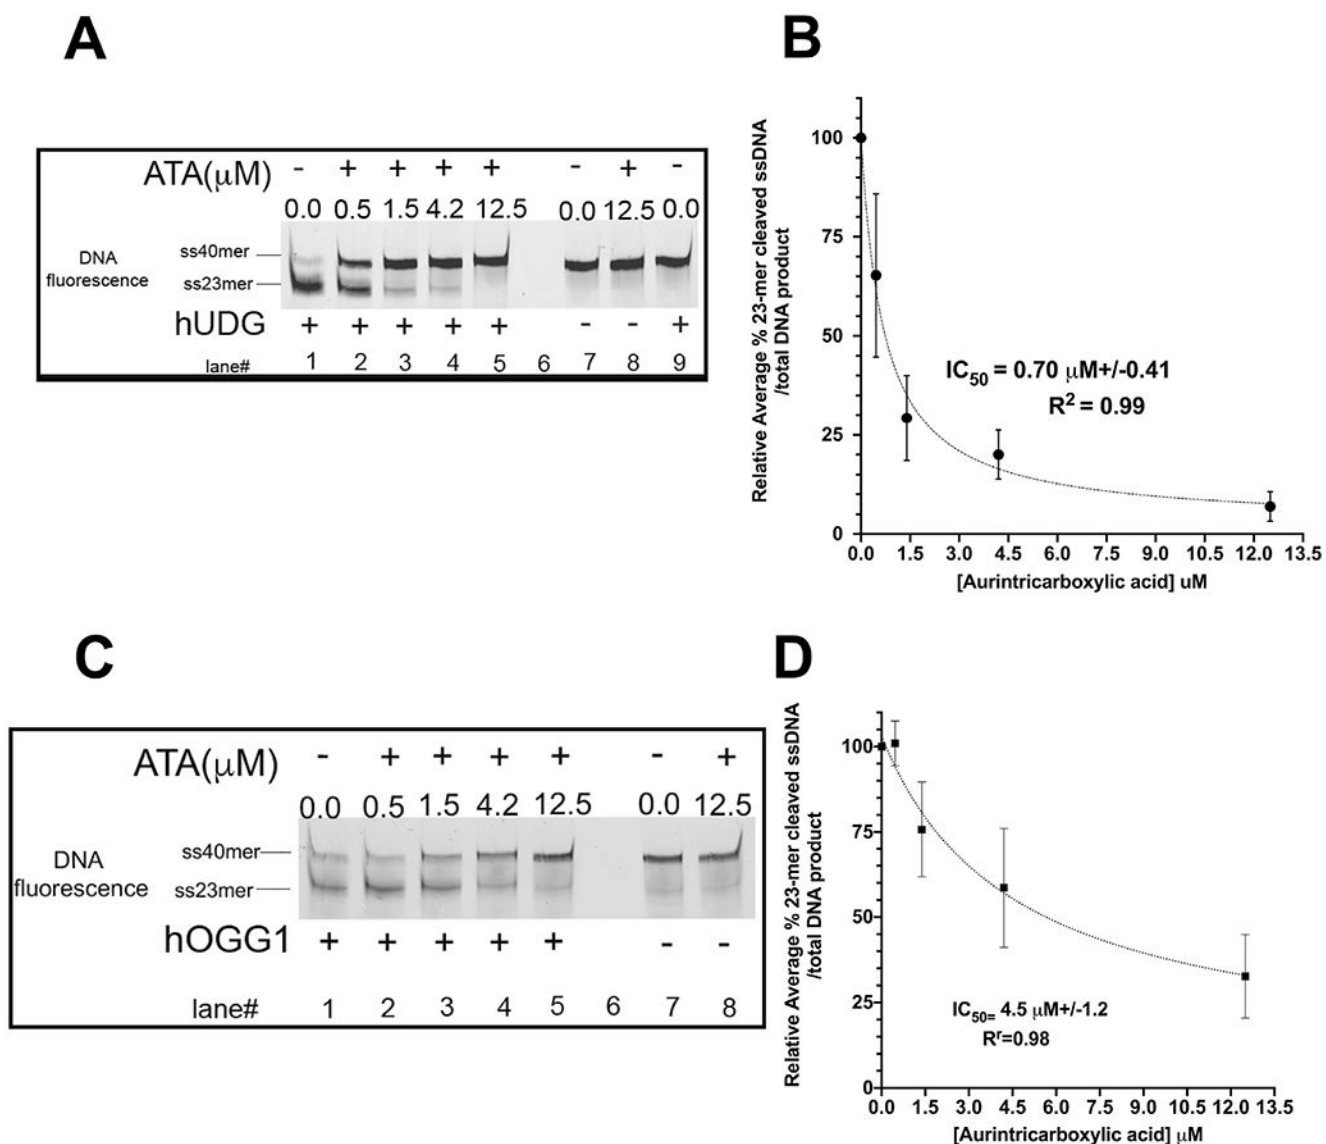 A
ATA(μM) - + + + + - + -
0.0 0.5 1.5 4.2 12.5 0.0 12.5 0.0
DNA
fluorescence
ss40mer
ss23mer
hUDG + + + + + - - +
lane# 1 2 3 4 5 6 7 8 9
B
Relative Average % 23-mer cleaved ssDNA
/total DNA product
100
75
50
25
0
IC50 = 0.70 μM+/-0.41
R2 = 0.99
0.0 1.5 3.0 4.5 6.0 7.5 9.0 10.5 12.0 13.5
[Aurintricarboxylic acid] uM
C
ATA(μM) - + + + + - +
0.0 0.5 1.5 4.2 12.5 0.0 12.5
DNA
fluorescence
ss40mer
ss23mer
hOGG1 + + + + + - -
lane# 1 2 3 4 5 6 7 8
D
Relative Average % 23-mer cleaved ssDNA
/total DNA product
100
75
50
25
0
IC50= 4.5 μM+/-1.2
Rr=0.98
0.0 1.5 3.0 4.5 6.0 7.5 9.0 10.5 12.0 13.5
[Aurintricarboxylic acid] μM